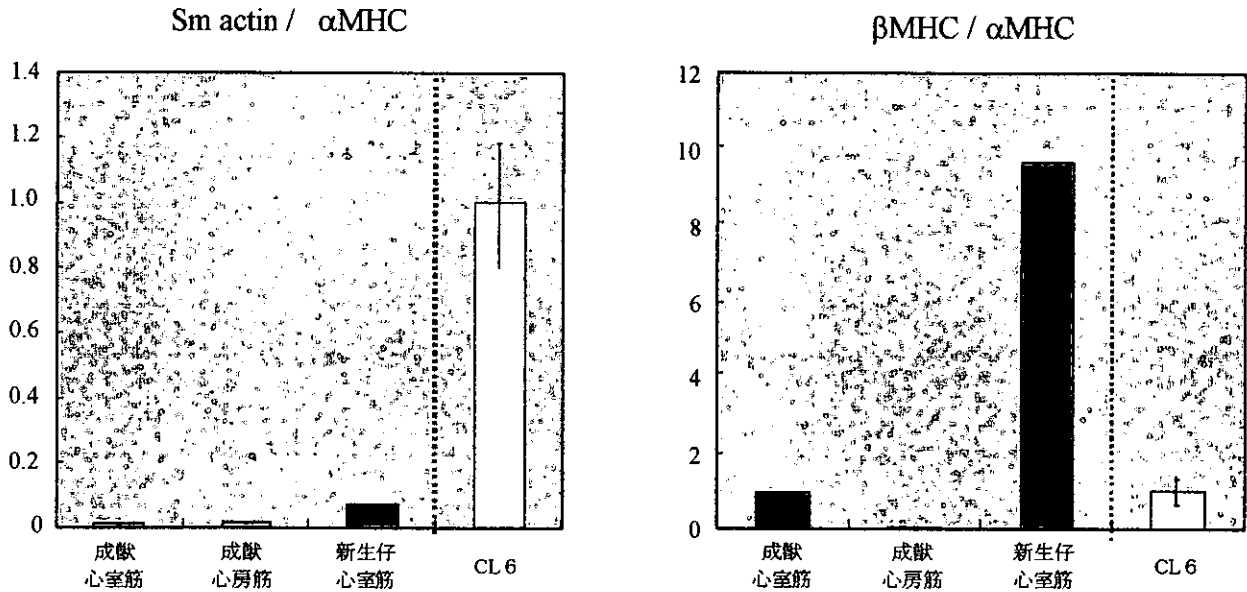 Sm actin / αMHC
1.4
1.2
1.0
0.8
0.6
0.4
0.2
0
成獣
心室筋
成獣
心房筋
新生仔
心室筋
CL 6
βMHC / αMHC
12
10
8
6
4
2
0
成獣
心室筋
成獣
心房筋
新生仔
心室筋
CL 6